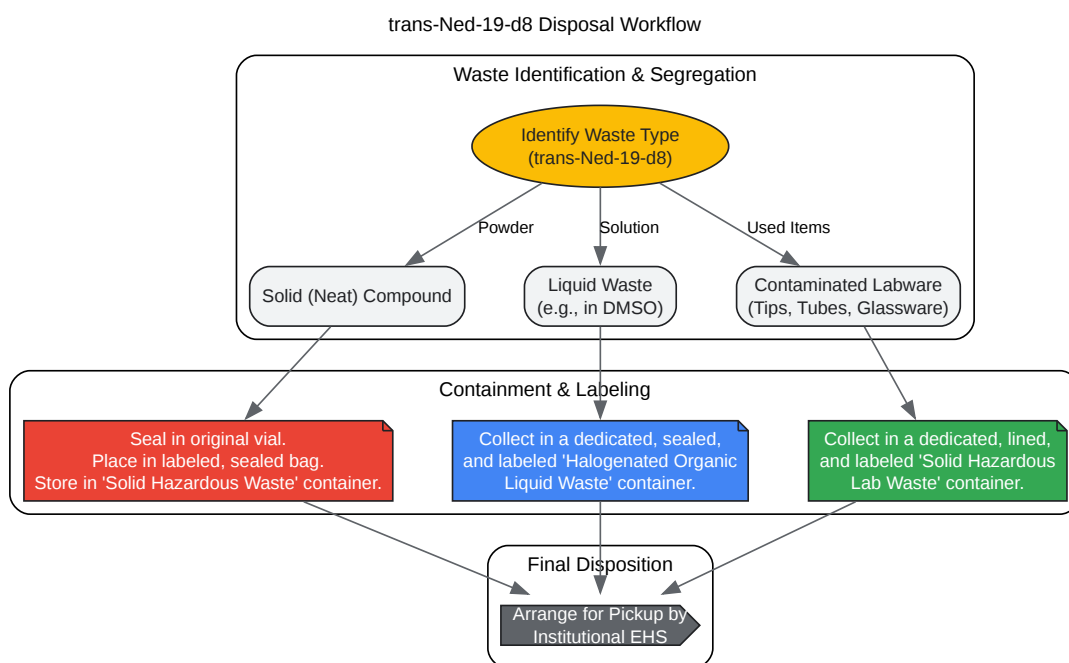 trans-Ned-19-d8 Disposal Workflow
Waste Identification & Segregation
Identify Waste Type
(trans-Ned-19-d8)
Powder
Solution
Used Items
Solid (Neat) Compound
Liquid Waste
(e.g., in DMSO)
Contaminated Labware
(Tips, Tubes, Glassware)
Containment & Labeling
Seal in original vial.
Place in labeled, sealed bag.
Store in 'Solid Hazardous Waste' container.
Collect in a dedicated, sealed,
and labeled 'Halogenated Organic
Liquid Waste' container.
Collect in a dedicated, lined,
and labeled 'Solid Hazardous
Lab Waste' container.
Final Disposition
Arrange for Pickup by
Institutional EHS